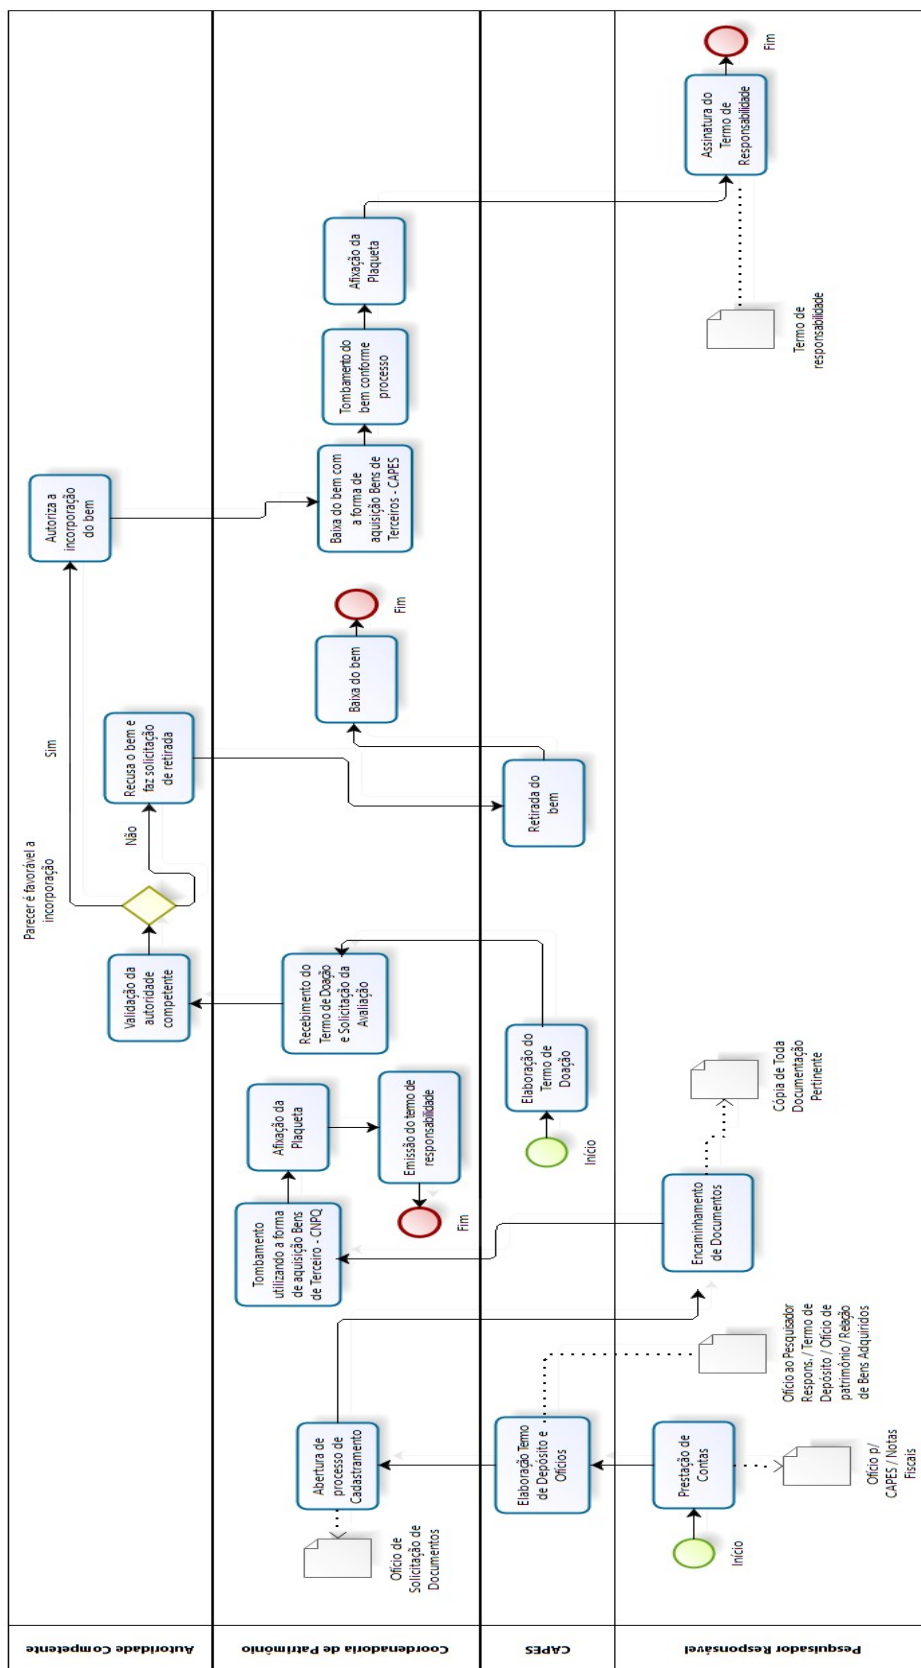 Autoridade Competente
Validação da
autoridade
competente
Parecer é favorável a
incorporação
Não
Sim
Recusa o bem e
faz solicitação
de retirada
Autoriza a
incorporação
do bem
Coordenadoria de Patrimônio
Ofício de
Solicitação de
Documentos
Abertura de
processo de
Cadastramento
Tombamento
utilizando a forma
de aquisição Bens
de Terceiro - CNPQ
Afixação da
Plaqueta
Emissão do termo de
responsabilidade
Fim
Recebimento do
Termo de Doação
e Solicitação da
Avaliação
Baixa do bem
Fim
Baixa do bem com
a forma de
aquisição Bens de
Terceiros - CAPES
Tombamento do
bem conforme
processo
Afixação da
Plaqueta
CAPES
Elaboração Termo
de Depósito e
Ofícios
Início
Elaboração do
Termo de
Doação
Retirada do
bem
Pesquisador Responsável
Início
Prestação de
Contas
Ofício p/
CAPES / Notas
Fiscais
Ofício ao Pesquisador
Respons. / Termo de
Depósito / Ofício de
patrimônio / Relação
de Bens Adquiridos
Encaminhamento
de Documentos
Cópia de Toda
Documentação
Pertinente
Termo de
responsabilidade
Assinatura do
Termo de
Responsabilidade
Fim